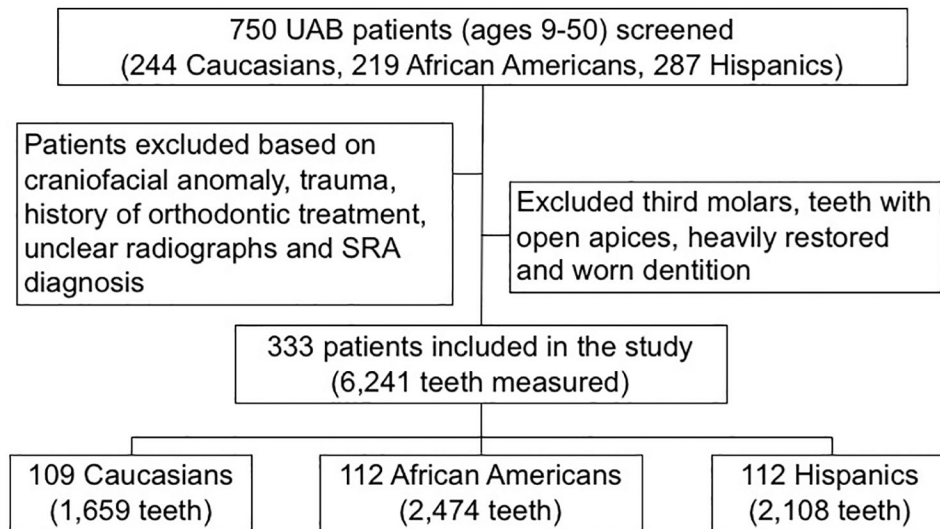 750 UAB patients (ages 9-50) screened
(244 Caucasians, 219 African Americans, 287 Hispanics)
Patients excluded based on
craniofacial anomaly, trauma,
history of orthodontic treatment,
unclear radiographs and SRA
diagnosis
Excluded third molars, teeth with
open apices, heavily restored
and worn dentition
333 patients included in the study
(6,241 teeth measured)
109 Caucasians
(1,659 teeth)
112 African Americans
(2,474 teeth)
112 Hispanics
(2,108 teeth)